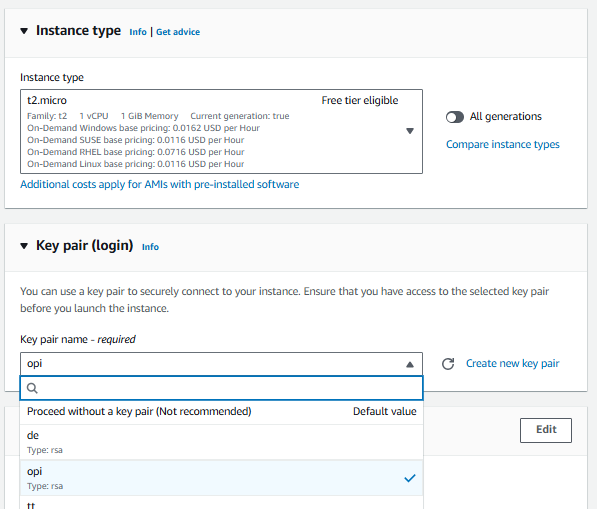 Instance type Info | Get advice
Instance type
t2.micro Free tier eligible
Family: t2 1 vCPU 1 GiB Memory Current generation: true
On-Demand Windows base pricing: 0.0162 USD per Hour
On-Demand SUSE base pricing: 0.0116 USD per Hour
On-Demand RHEL base pricing: 0.0716 USD per Hour
On-Demand Linux base pricing: 0.0116 USD per Hour
All generations
Compare instance types
Additional costs apply for AMIs with pre-installed software
Key pair (login) Info
You can use a key pair to securely connect to your instance. Ensure that you have access to the selected key pair
before you launch the instance.
Key pair name - required
opi
Create new key pair
Proceed without a key pair (Not recommended) Default value
de
Type: rsa
opi
Type: rsa
tt
Edit